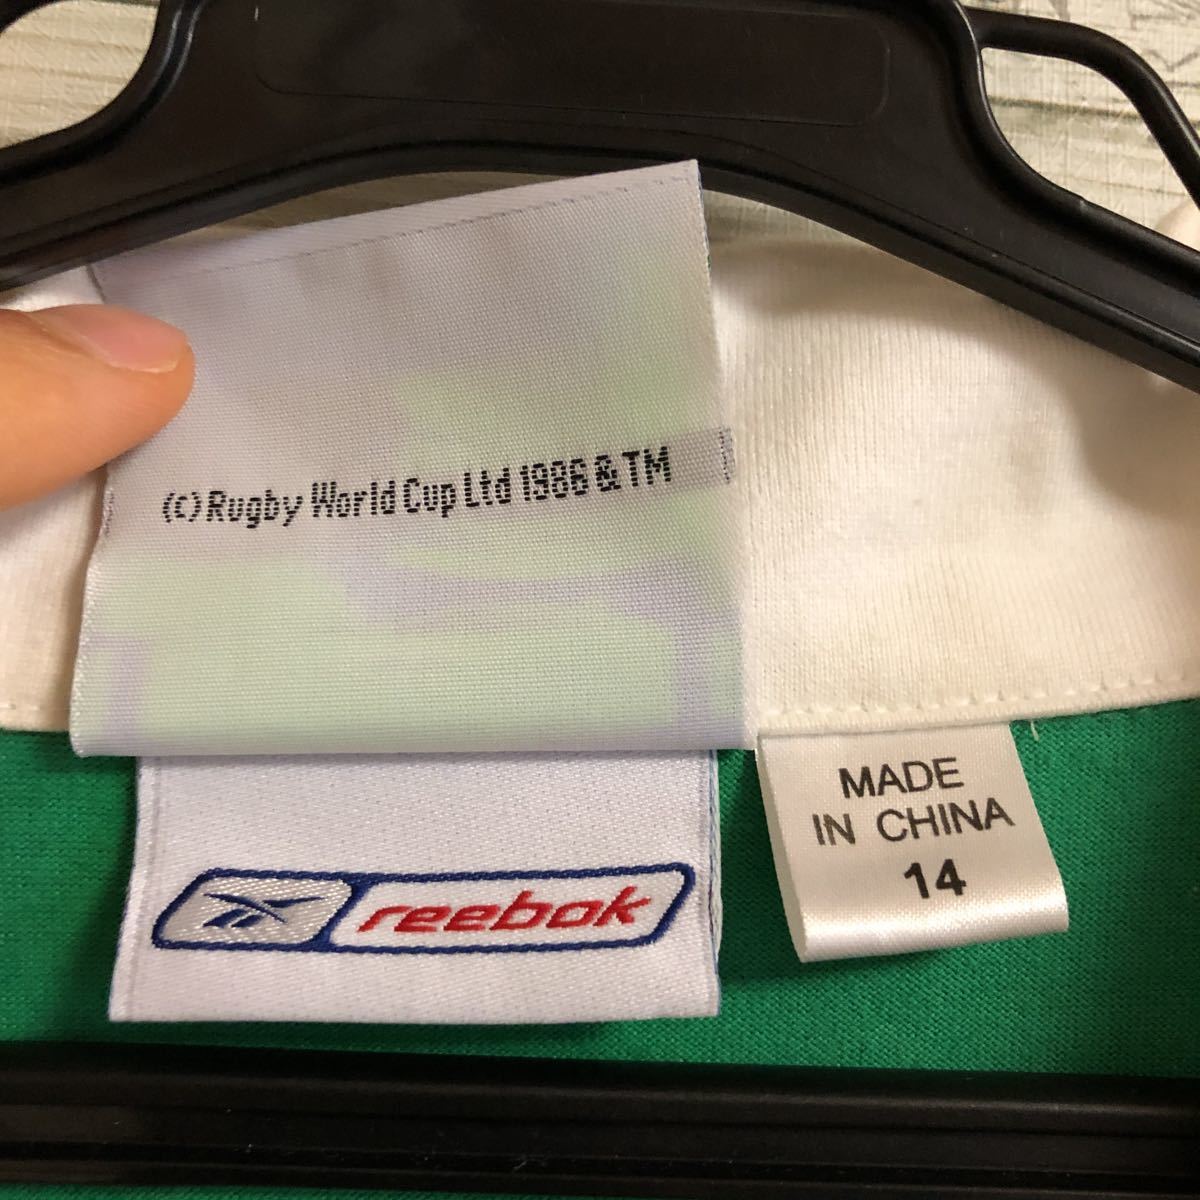 (c) Rugby World Cup Ltd 1986 & TM
reebok
MADE
IN CHINA
14